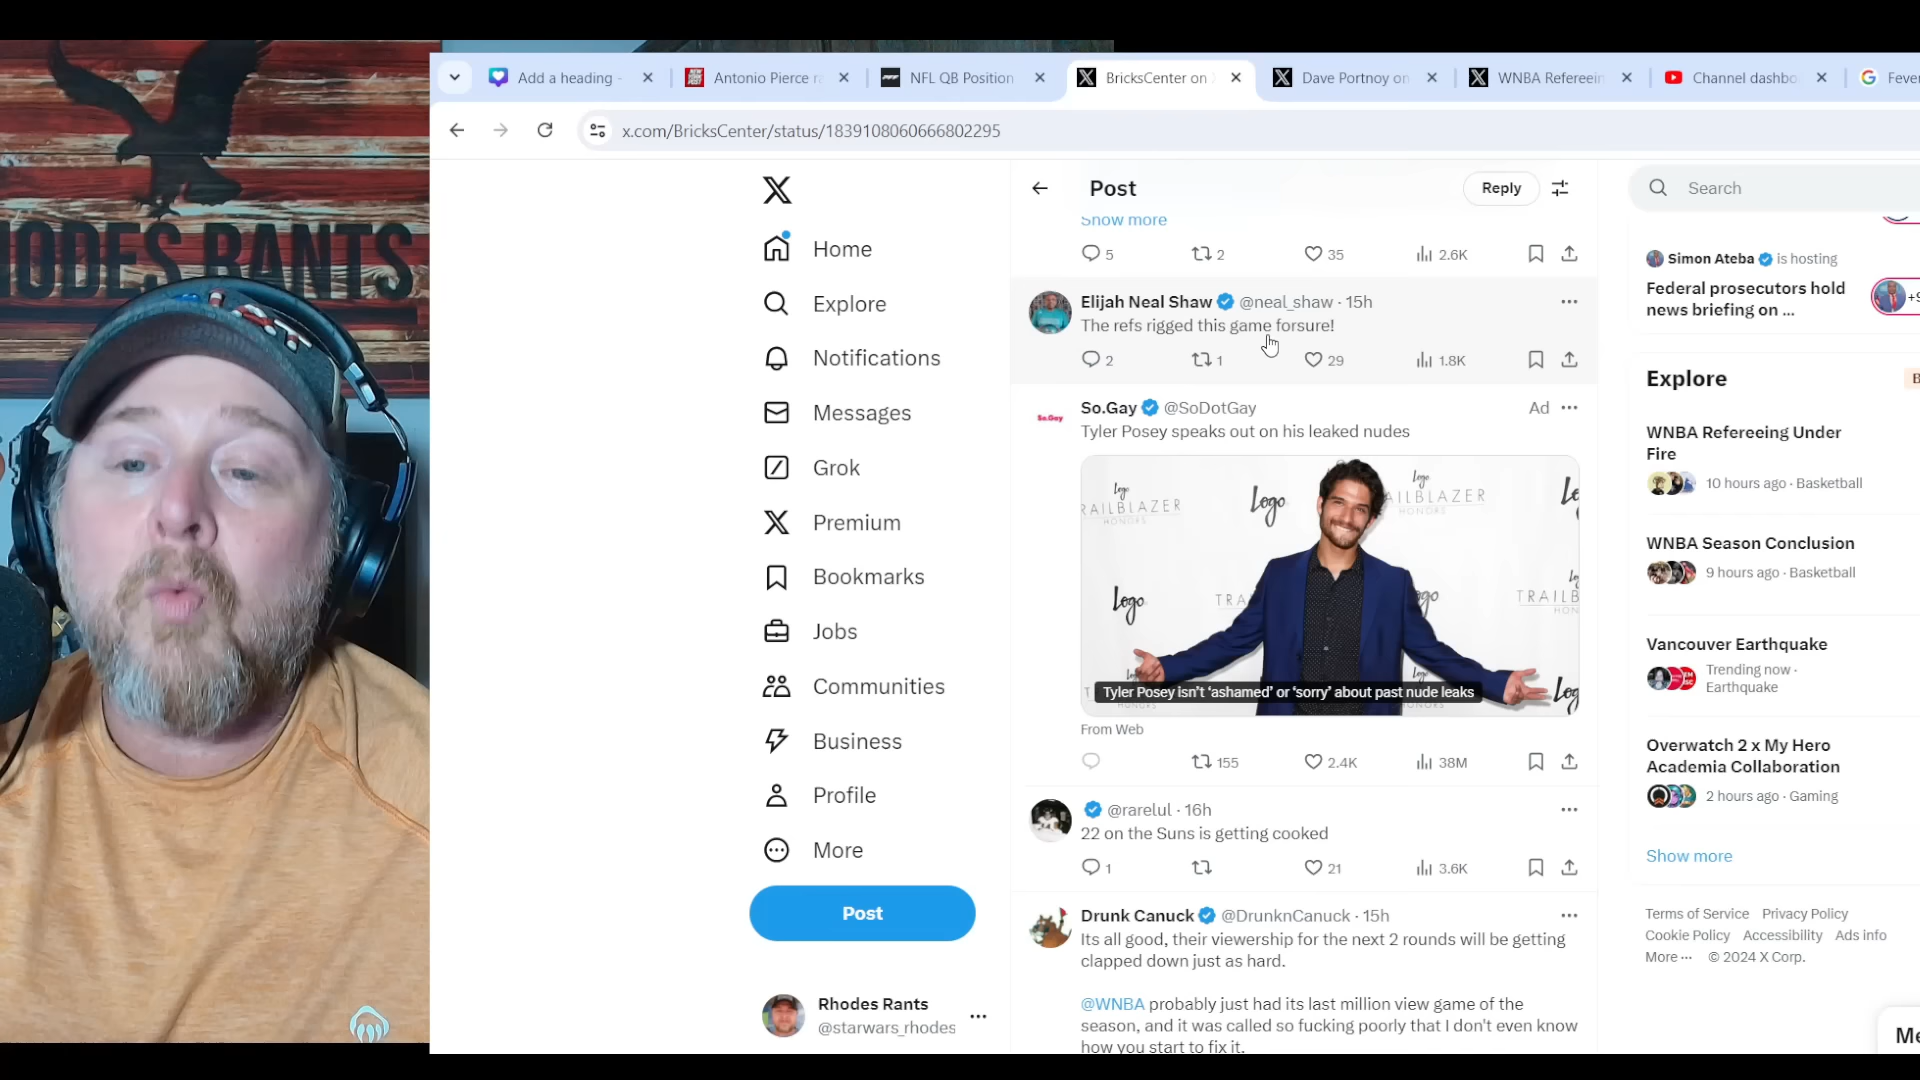 HODES RANTS
Add a heading -
Antonio Pierce ra
NFL QB Position
BricksCenter on X
Dave Portnoy on
WNBA Refereein
Channel dashbo
Fever
x.com/BricksCenter/status/1839108060666802295
Home
Explore
Notifications
Messages
Grok
Premium
Bookmarks
Jobs
Communities
Business
Profile
More
Post
Rhodes Rants
@starwars_rhodes
Post
Reply
Show more
5 2 35 2.6K
Elijah Neal Shaw @neal_shaw · 15h
The refs rigged this game forsure!
2 1 29 1.8K
So.Gay @SoDotGay Ad
So.Gay
Tyler Posey speaks out on his leaked nudes
Logo
TRAILBLAZER
HONORS
Tyler Posey isn't ‘ashamed’ or ‘sorry’ about past nude leaks
From Web
155 2.4K 38M
@rarelul · 16h
22 on the Suns is getting cooked
1 21 3.6K
Drunk Canuck @DrunknCanuck · 15h
Its all good, their viewership for the next 2 rounds will be getting
clapped down just as hard.
@WNBA probably just had its last million view game of the
season, and it was called so fucking poorly that I don't even know
how you start to fix it.
Search
Simon Ateba is hosting
Federal prosecutors hold
news briefing on ...
+9
Explore
B
WNBA Refereeing Under
Fire
10 hours ago · Basketball
WNBA Season Conclusion
9 hours ago · Basketball
Vancouver Earthquake
Trending now ·
Earthquake
Overwatch 2 x My Hero
Academia Collaboration
2 hours ago · Gaming
Show more
Terms of Service Privacy Policy
Cookie Policy Accessibility Ads info
More ··· © 2024 X Corp.
Me